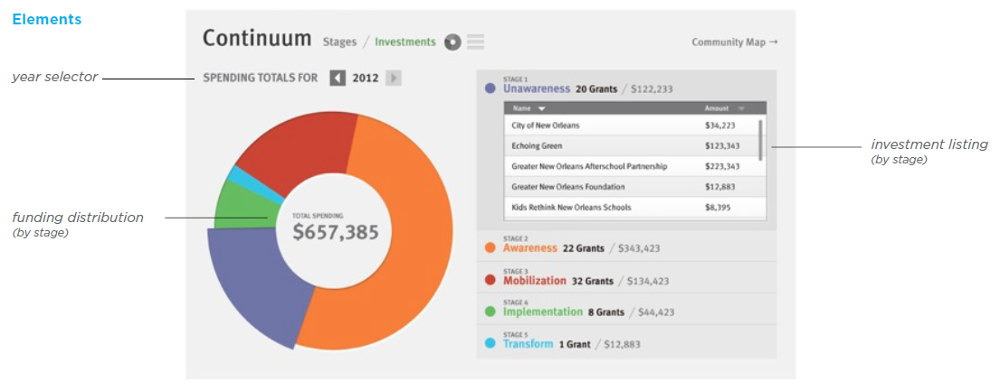 Elements
Continuum Stages / Investments
Community Map →
year selector
SPENDING TOTALS FOR 2012
STAGE 1
Unawareness 20 Grants / $122,233
Name Amount
City of New Orleans $34,223
Echoing Green $123,343
Greater New Orleans Afterschool Partnership $223,343
Greater New Orleans Foundation $12,883
Kids Rethink New Orleans Schools $8,395
investment listing
(by stage)
funding distribution
(by stage)
TOTAL SPENDING
$657,385
STAGE 2
Awareness 22 Grants / $343,423
STAGE 3
Mobilization 32 Grants / $134,423
STAGE 4
Implementation 8 Grants / $44,423
STAGE 5
Transform 1 Grant / $12,883